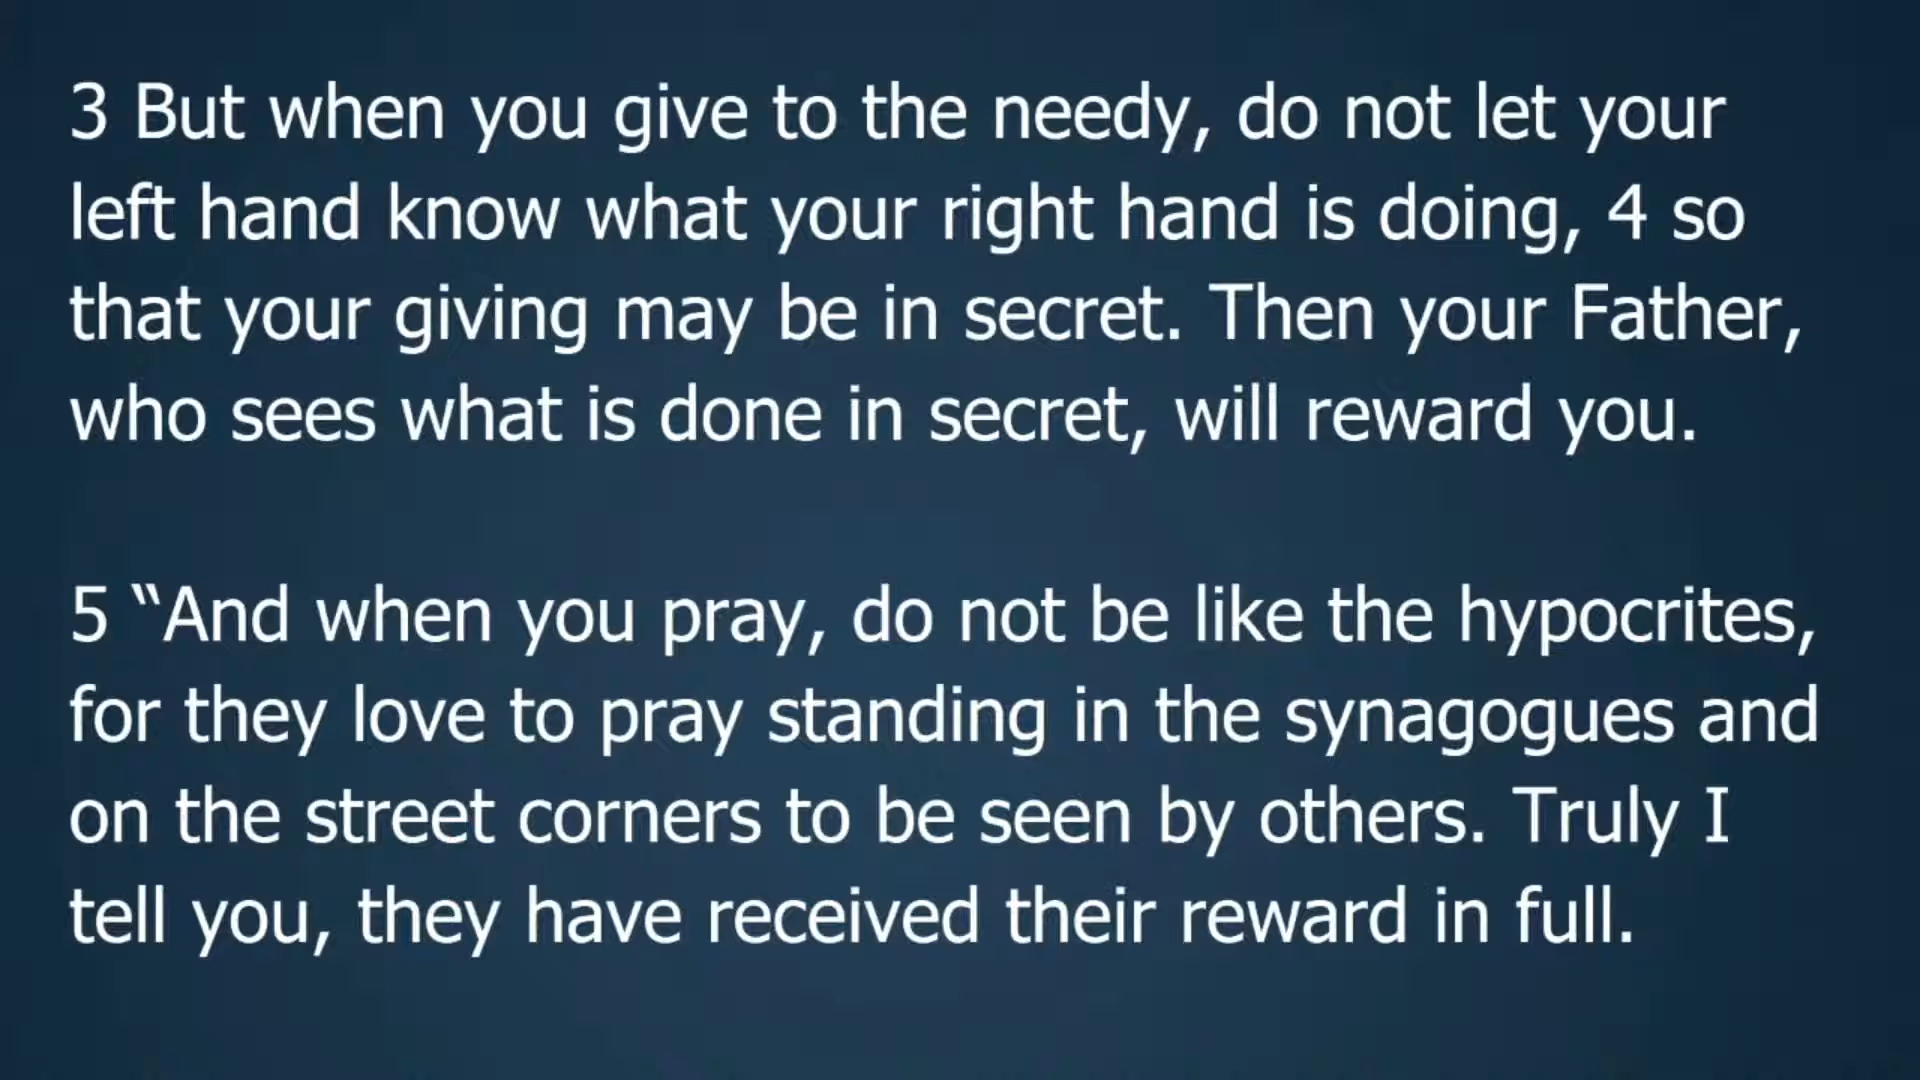 3 But when you give to the needy, do not let your
left hand know what your right hand is doing, 4 so
that your giving may be in secret. Then your Father,
who sees what is done in secret, will reward you.
5 “And when you pray, do not be like the hypocrites,
for they love to pray standing in the synagogues and
on the street corners to be seen by others. Truly I
tell you, they have received their reward in full.